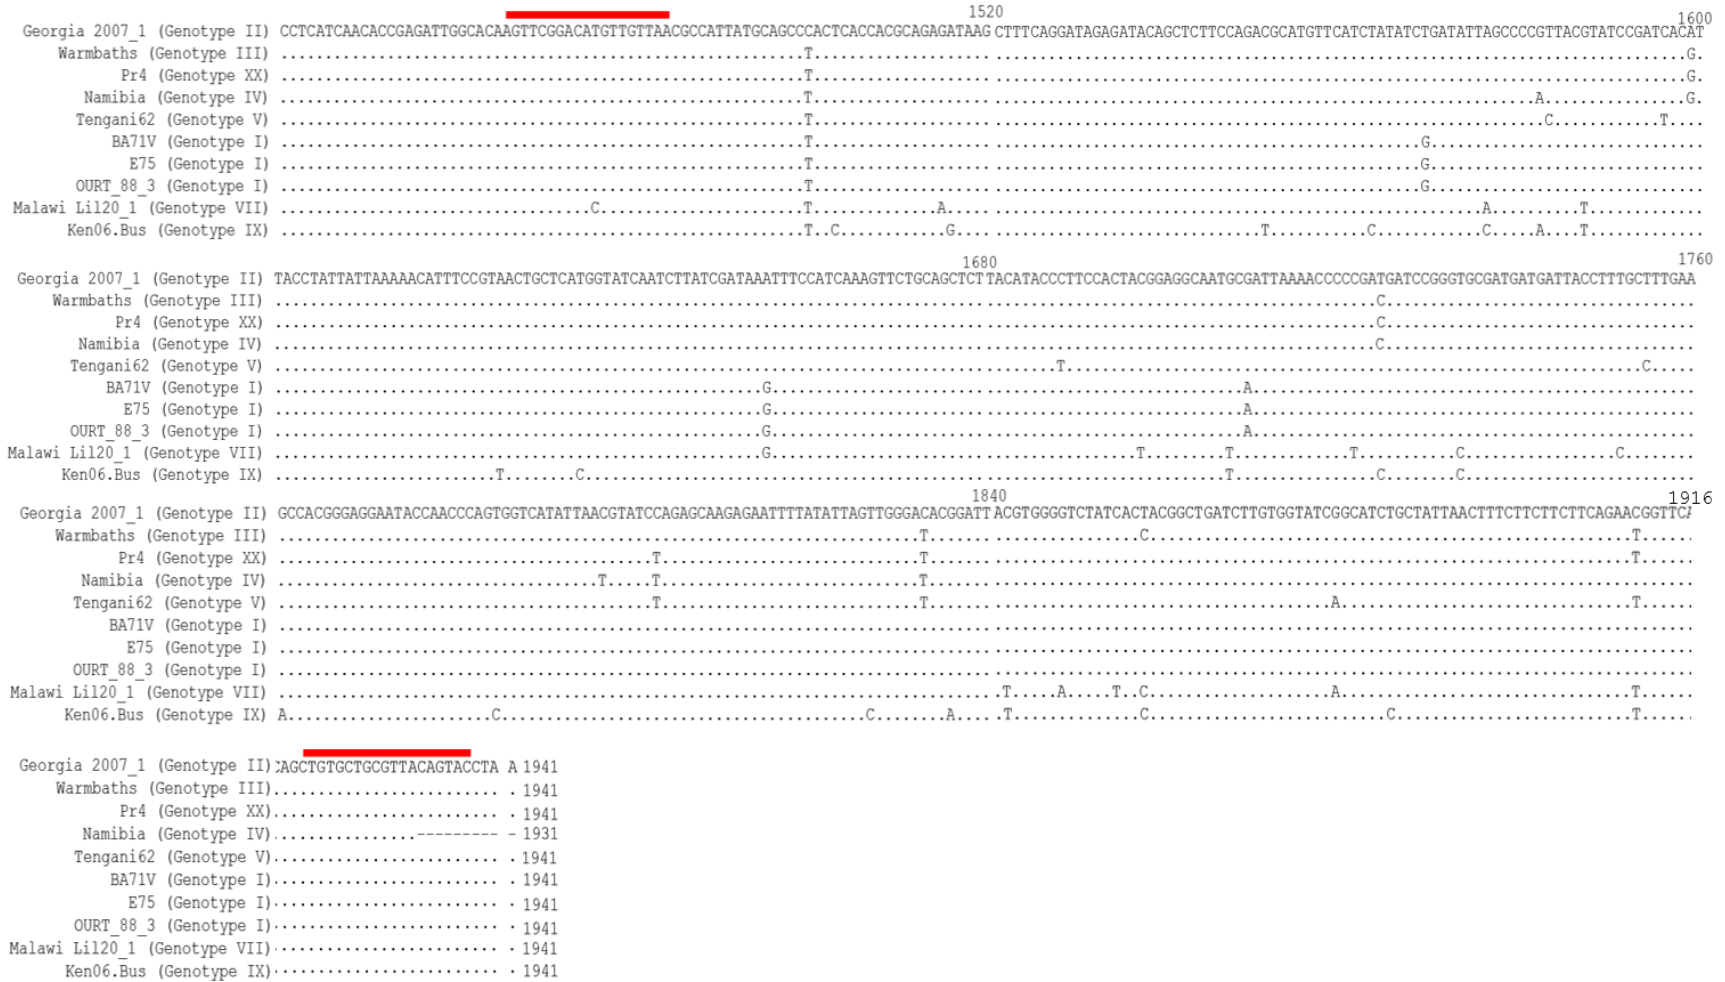 1520
1600
Georgia 2007_1 (Genotype II) CCTCATCAACACCGAGATTGGCACAAGTTCGGACATGTTGTTAACGCCATTATGCAGCCCACTCACCACGCAGAGATAAG CTTTCAGGATAGAGATACAGCTCTTCCAGACGCATGTTCATCTATATCTGATATTAGCCCCGTTACGTATCCGATCACAT
Warmbaths (Genotype III) ...........................................................T.................... ..............................................................................G.
Pr4 (Genotype XX) ...........................................................T.................... ..............................................................................G.
Namibia (Genotype IV) ...........................................................T.................... .............................................................A................G.
Tengani62 (Genotype V) ...........................................................T.................... ..............................................................C............T....
BA71V (Genotype I) ...........................................................T.................... ................................................G...............................
E75 (Genotype I) ...........................................................T.................... ................................................G...............................
OURT_88_3 (Genotype I) ...........................................................T.................... ................................................G...............................
Malawi Lil20_1 (Genotype VII) ...................................C.......................T..............A..... .......................................................A..........T.............
Ken06.Bus (Genotype IX) ...........................................................T..C............G.... ..............................T...........C............C.....A....T.............
1680
1760
Georgia 2007_1 (Genotype II) TACCTATTATTAAAAACATTTCCGTAACTGCTCATGGTATCAATCTTATCGATAAATTTCCATCAAAGTTCTGCAGCTCTTACATACCCTTCCACTACGGAGGCAATGCGATTAAAACCCCCGATGATCCGGGTGCGATGATGATTACCTTTGCTTTGAA
Warmbaths (Genotype III) ............................................................................................................................C...................................
Pr4 (Genotype XX) ............................................................................................................................C...................................
Namibia (Genotype IV) ............................................................................................................................C...................................
Tengani62 (Genotype V) ........................................................................................T.................................................................C.....
BA71V (Genotype I) .......................................................G.....................................................A..................................................
E75 (Genotype I) .......................................................G.....................................................A..................................................
OURT_88_3 (Genotype I) .......................................................G.....................................................A..................................................
Malawi Lil20_1 (Genotype VII) .......................................................G.........................................T.........T.............T...........C.................C........
Ken06.Bus (Genotype IX) .........................T........C........................................................................T................C........C..........................
1840
1916
Georgia 2007_1 (Genotype II) GCCACGGGAGGAATACCAACCCAGTGGTCATATTAACGTATCCAGAGCAAGAGAATTTTATATTAGTTGGGACACGGATT ACGTGGGGTCTATCACTACGGCTGATCTTGTGGTATCGGCATCTGCTATTAACTTTCTTCTTCTTCAGAACGGTTCA
Warmbaths (Genotype III) ........................................................................T....... ................C......................................................T......
Pr4 (Genotype XX) ..........................................T.............................T....... .......................................................................T......
Namibia (Genotype IV) ....................................T.....T.............................T....... ..............................................................................
Tengani62 (Genotype V) ..........................................T.............................T....... ......................................A................................T......
BA71V (Genotype I) ................................................................................ ..............................................................................
E75 (Genotype I) ................................................................................ ..............................................................................
OURT_88_3 (Genotype I) ................................................................................ ..............................................................................
Malawi Lil20_1 (Genotype VII) ................................................................................ .T.....A.....T..C.....................A................................T......
Ken06.Bus (Genotype IX) A.......................C.........................................C........A.... .T..............C...........................C..........................T......
Georgia 2007_1 (Genotype II) CAGCTGTGCTGCGTTACAGTACCTA A 1941
Warmbaths (Genotype III) ......................... . 1941
Pr4 (Genotype XX) ......................... . 1941
Namibia (Genotype IV) ................--------- - 1931
Tengani62 (Genotype V) ......................... . 1941
BA71V (Genotype I) ......................... . 1941
E75 (Genotype I) ......................... . 1941
OURT_88_3 (Genotype I) ......................... . 1941
Malawi Lil20_1 (Genotype VII) ......................... . 1941
Ken06.Bus (Genotype IX) ......................... . 1941